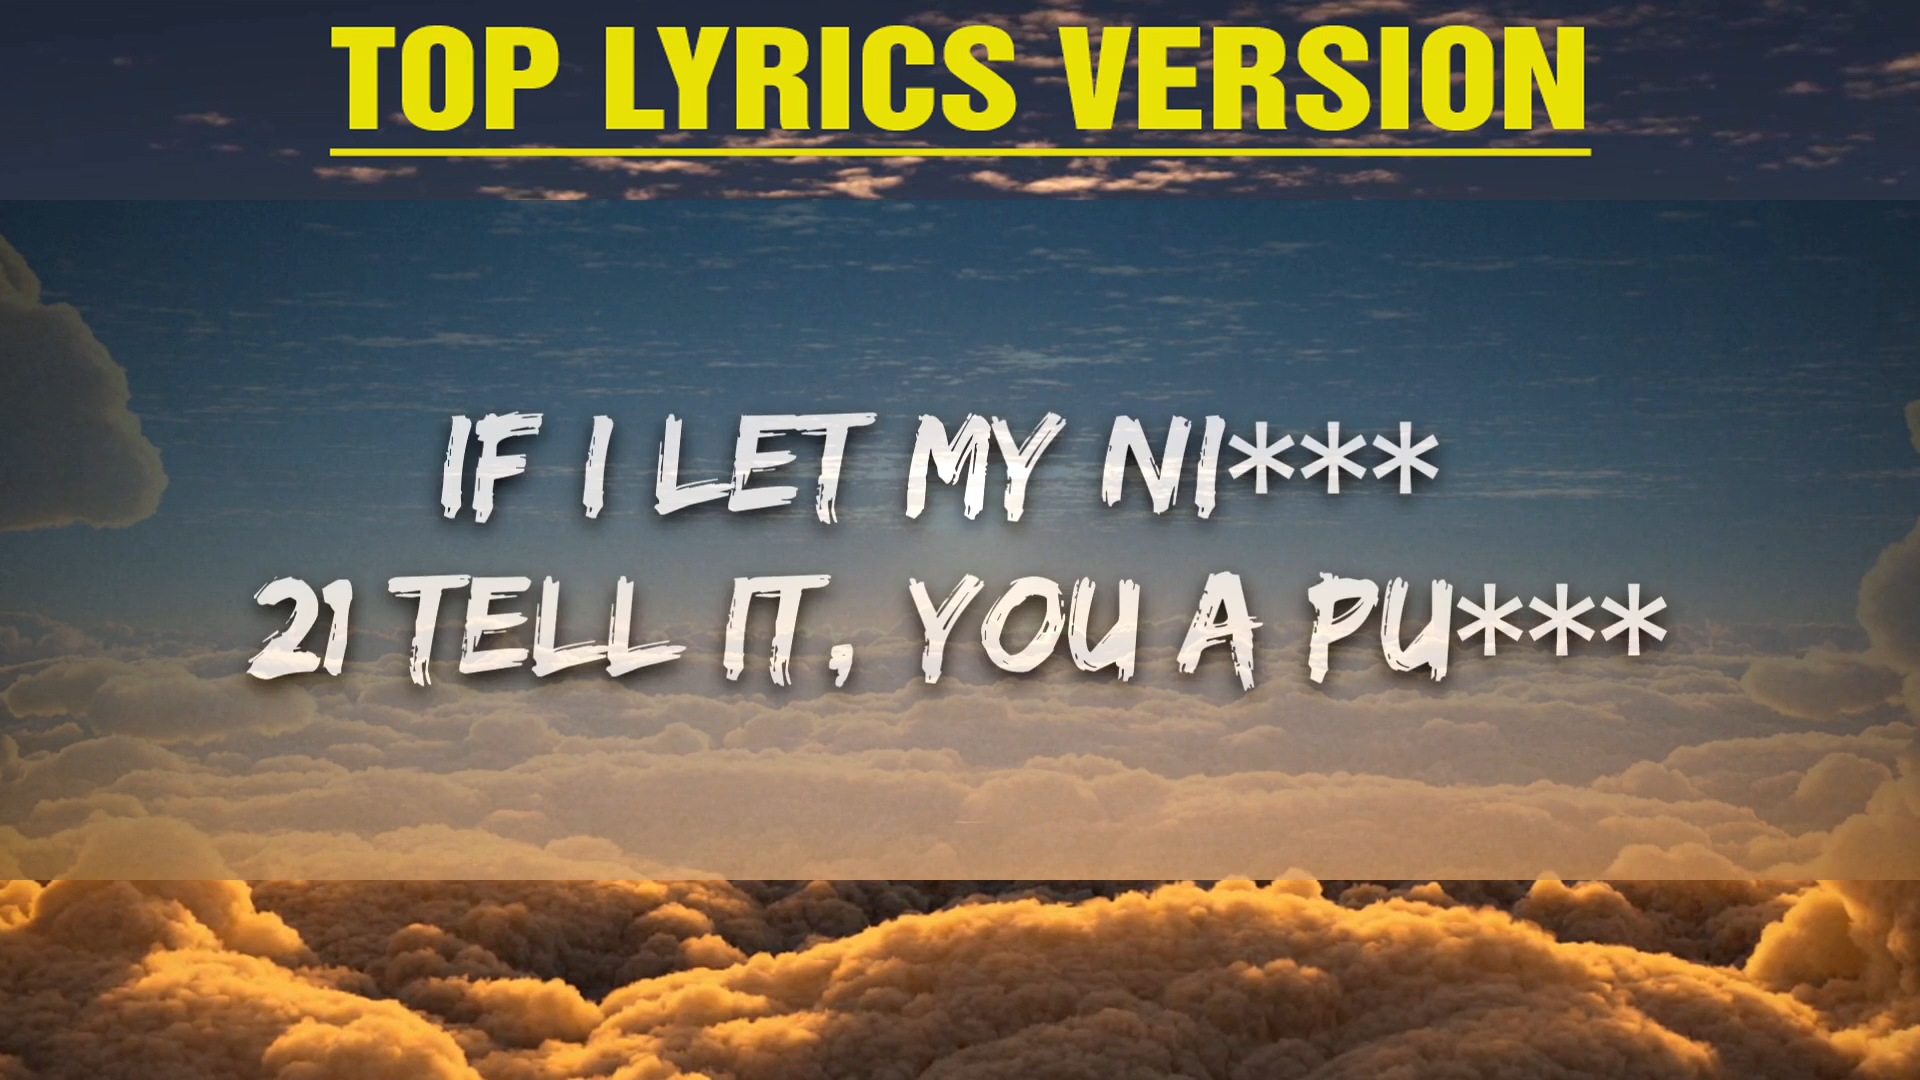 TOP LYRICS VERSION
IF I LET MY NI***
21 TELL IT, YOU A PU***